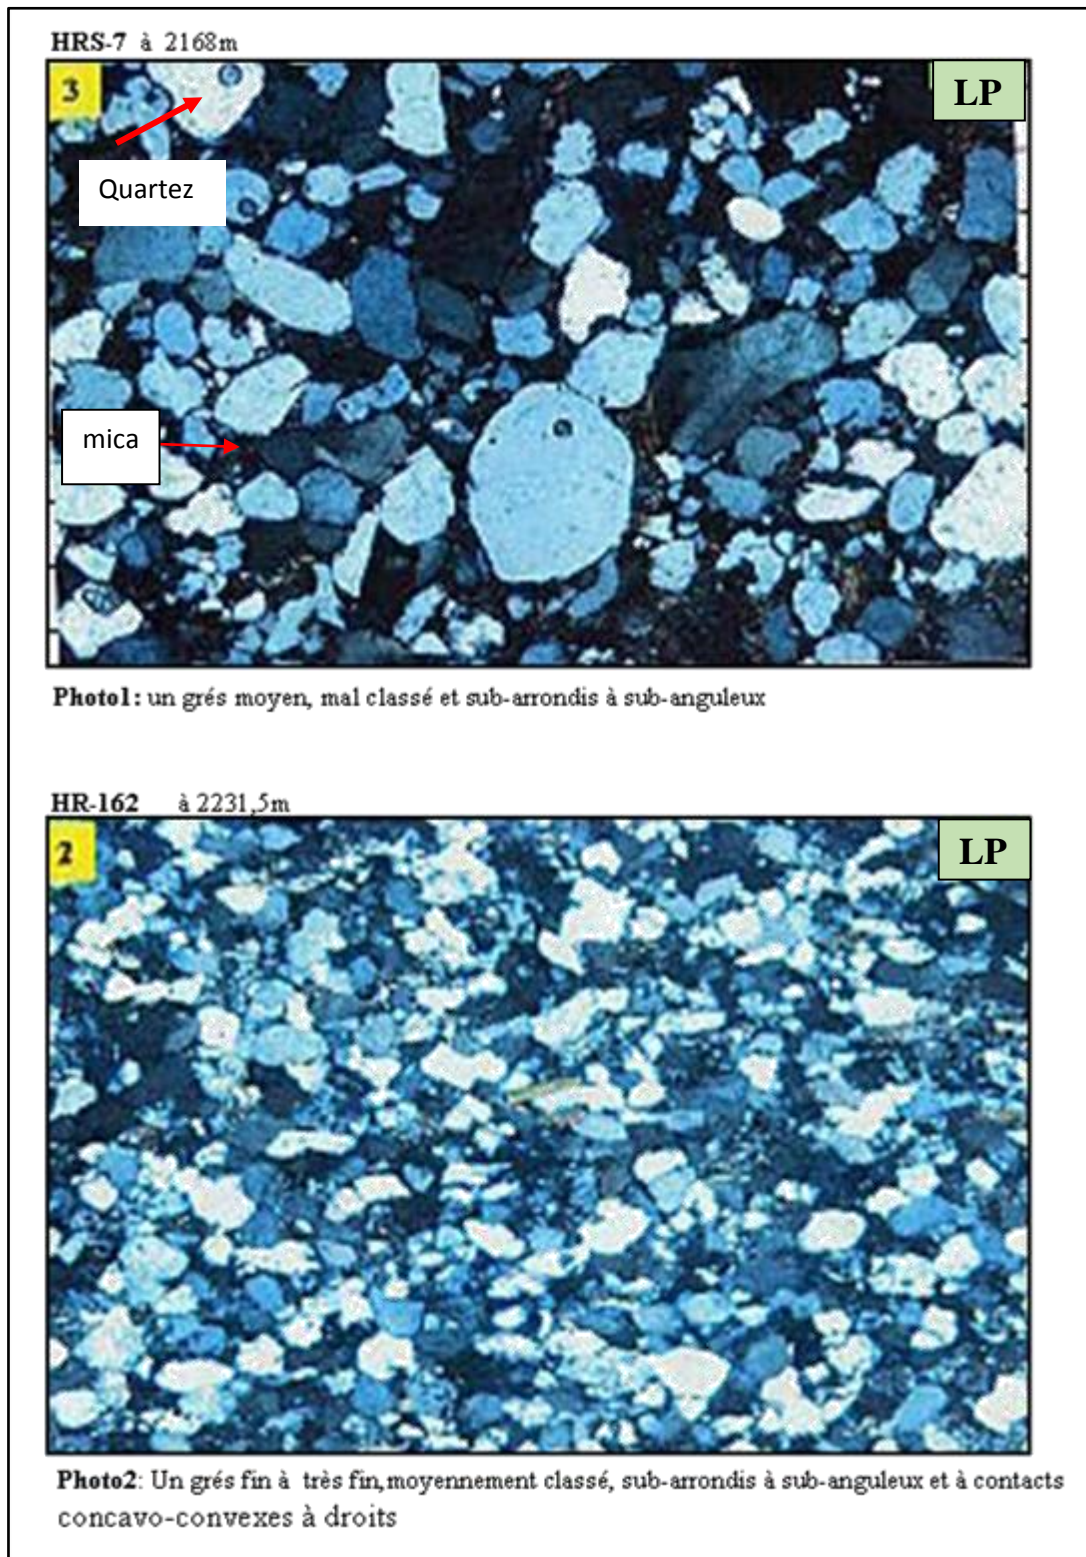 HRS-7 à 2168m
3
LP
Quartez
mica
Photo1: un grés moyen, mal classé et sub-arrondis à sub-anguleux
HR-162 à 2231,5m
2
LP
Photo2: Un grés fin à très fin,moyennement classé, sub-arrondis à sub-anguleux et à contacts
concavo-convexes à droits